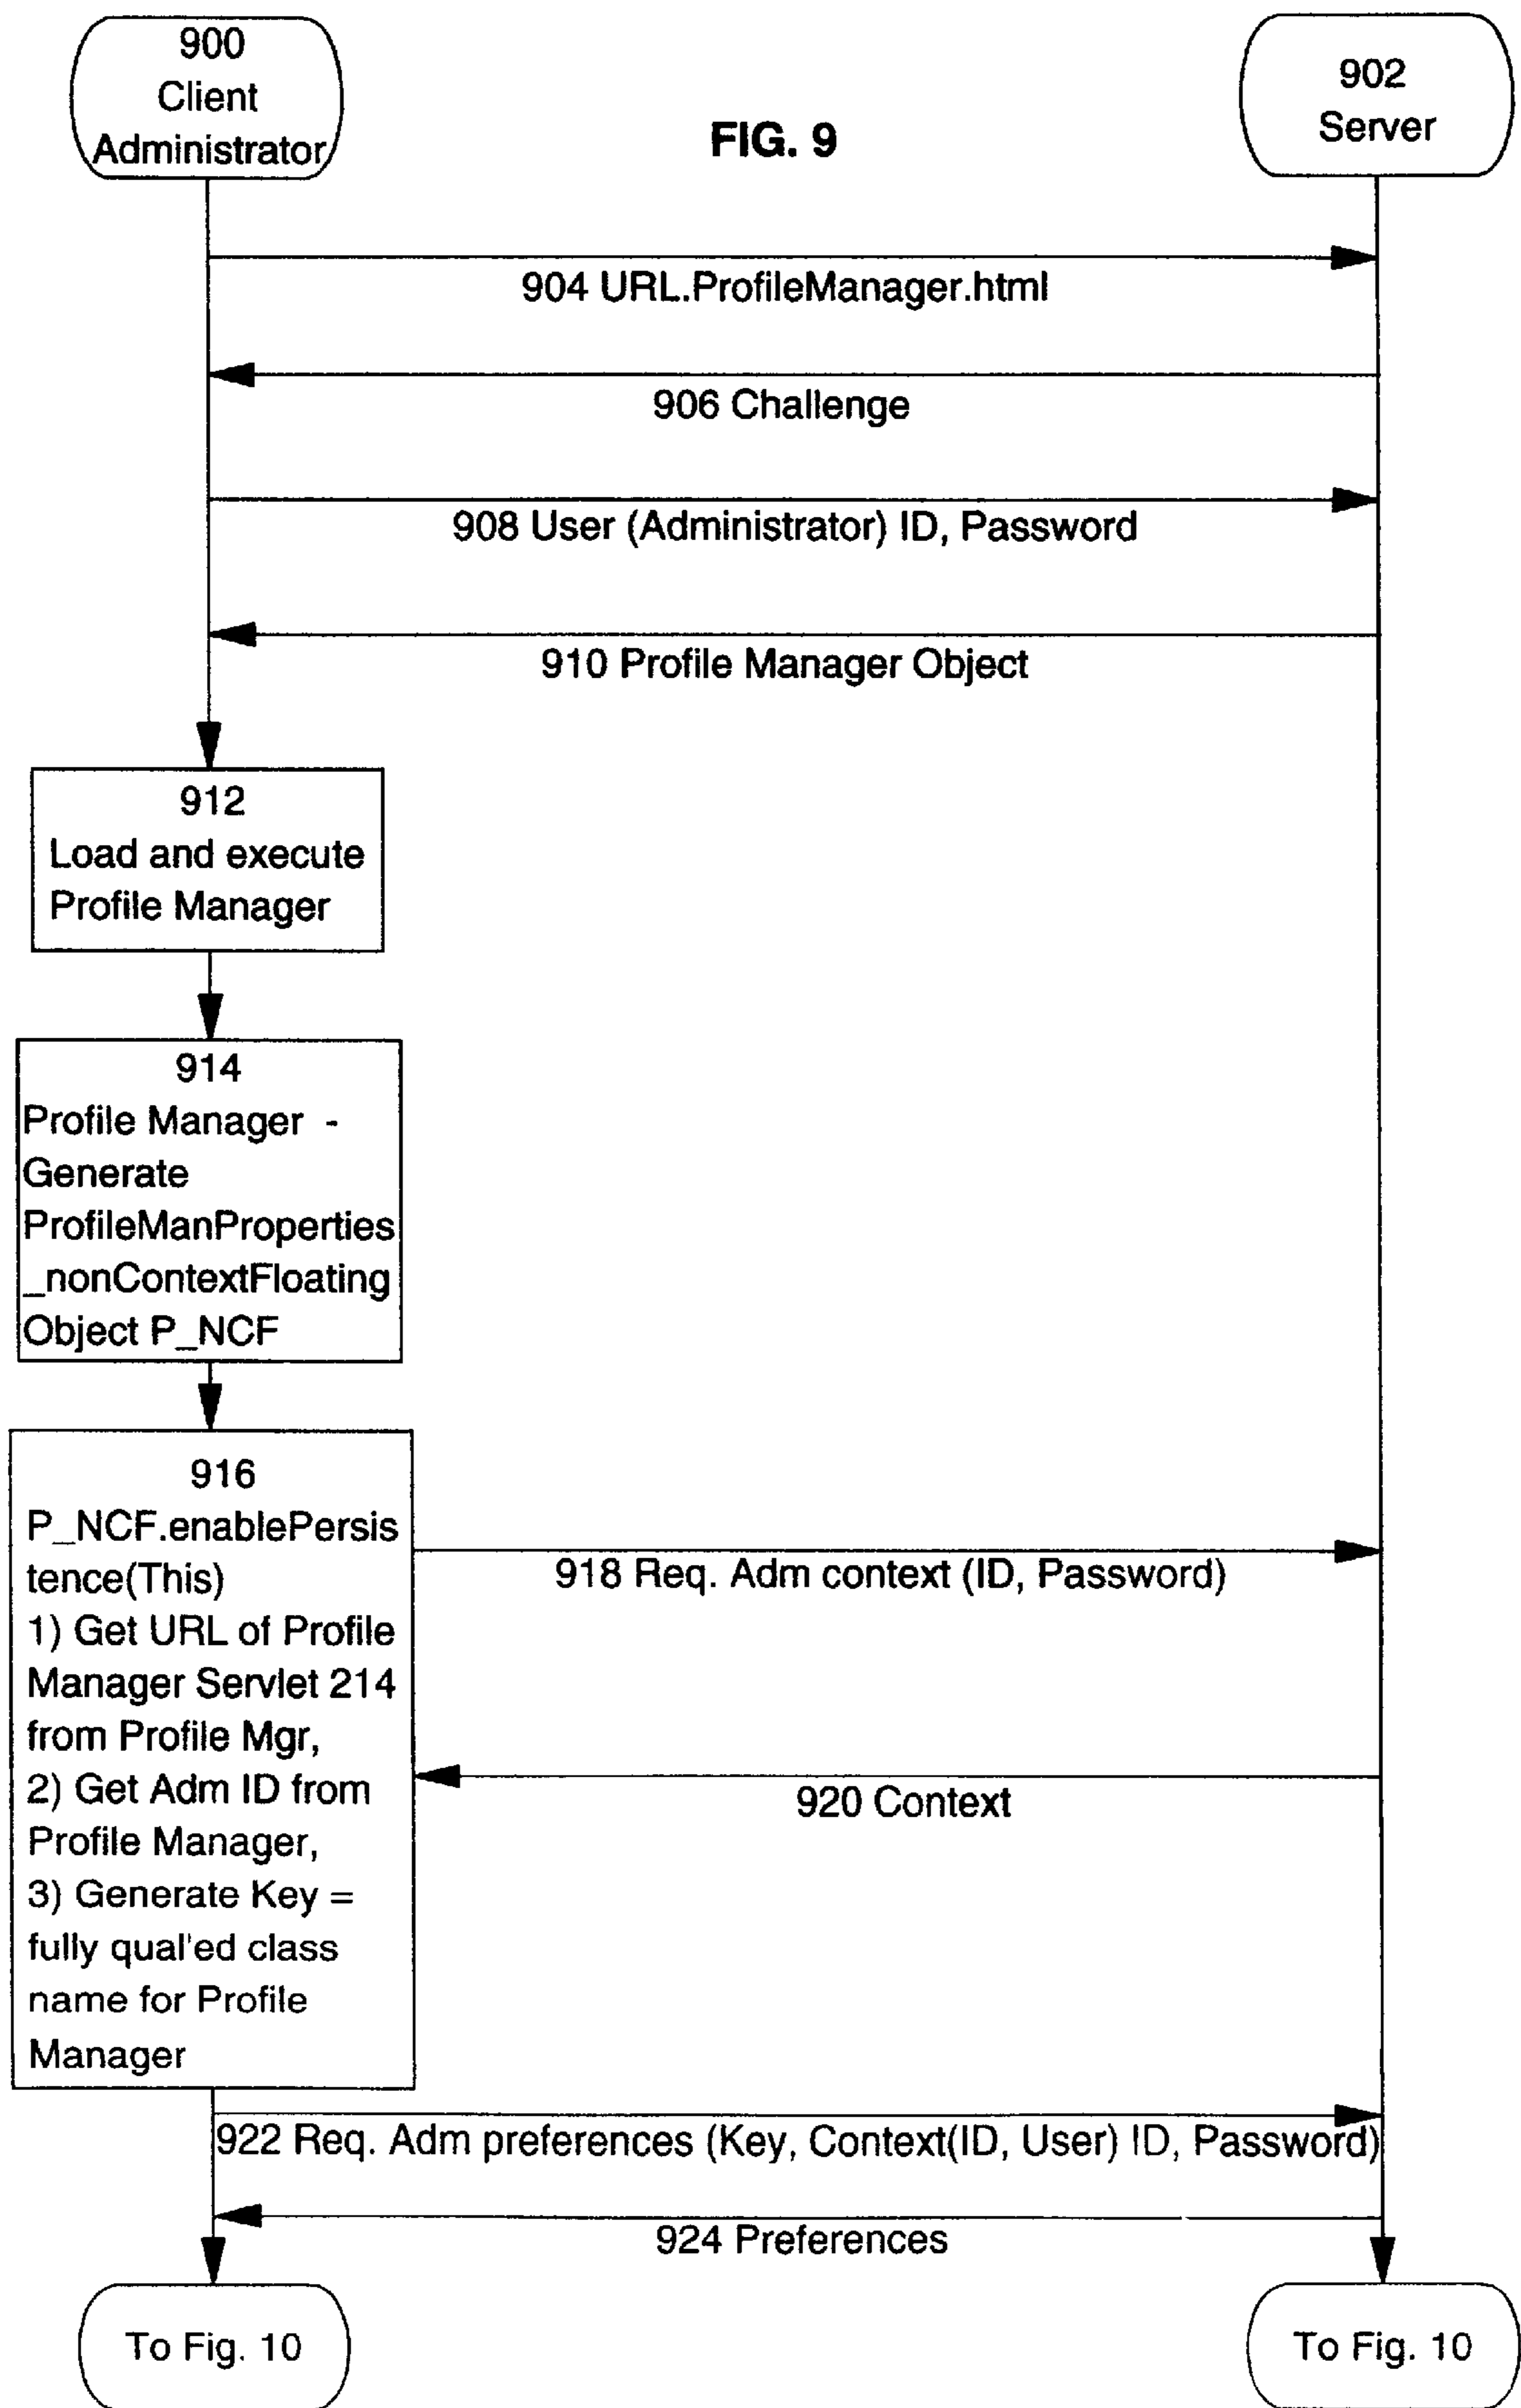 900
Client
Administrator
FIG. 9
902
Server
904 URL.ProfileManager.html
906 Challenge
908 User (Administrator) ID, Password
910 Profile Manager Object
912
Load and execute
Profile Manager
914
Profile Manager -
Generate
ProfileManProperties
_nonContextFloating
Object P_NCF
916
P_NCF.enablePersis
tence(This)
1) Get URL of Profile
Manager Servlet 214
from Profile Mgr,
2) Get Adm ID from
Profile Manager,
3) Generate Key =
fully qual'ed class
name for Profile
Manager
918 Req. Adm context (ID, Password)
920 Context
922 Req. Adm preferences (Key, Context(ID, User) ID, Password)
924 Preferences
To Fig. 10
To Fig. 10